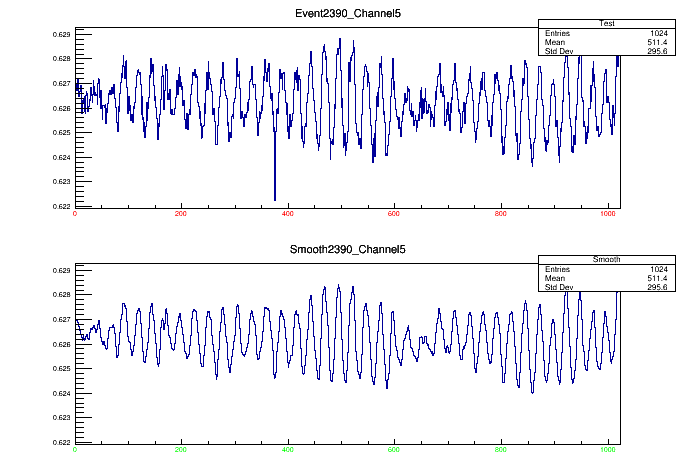 Event2390_Channel5
Test
Entries 1024
Mean 511.4
Std Dev 295.6
0.629
0.628
0.627
0.626
0.625
0.624
0.623
0.622
0 200 400 600 800 1000
Smooth2390_Channel5
Smooth
Entries 1024
Mean 511.4
Std Dev 295.6
0.629
0.628
0.627
0.626
0.625
0.624
0.623
0.622
0 200 400 600 800 1000